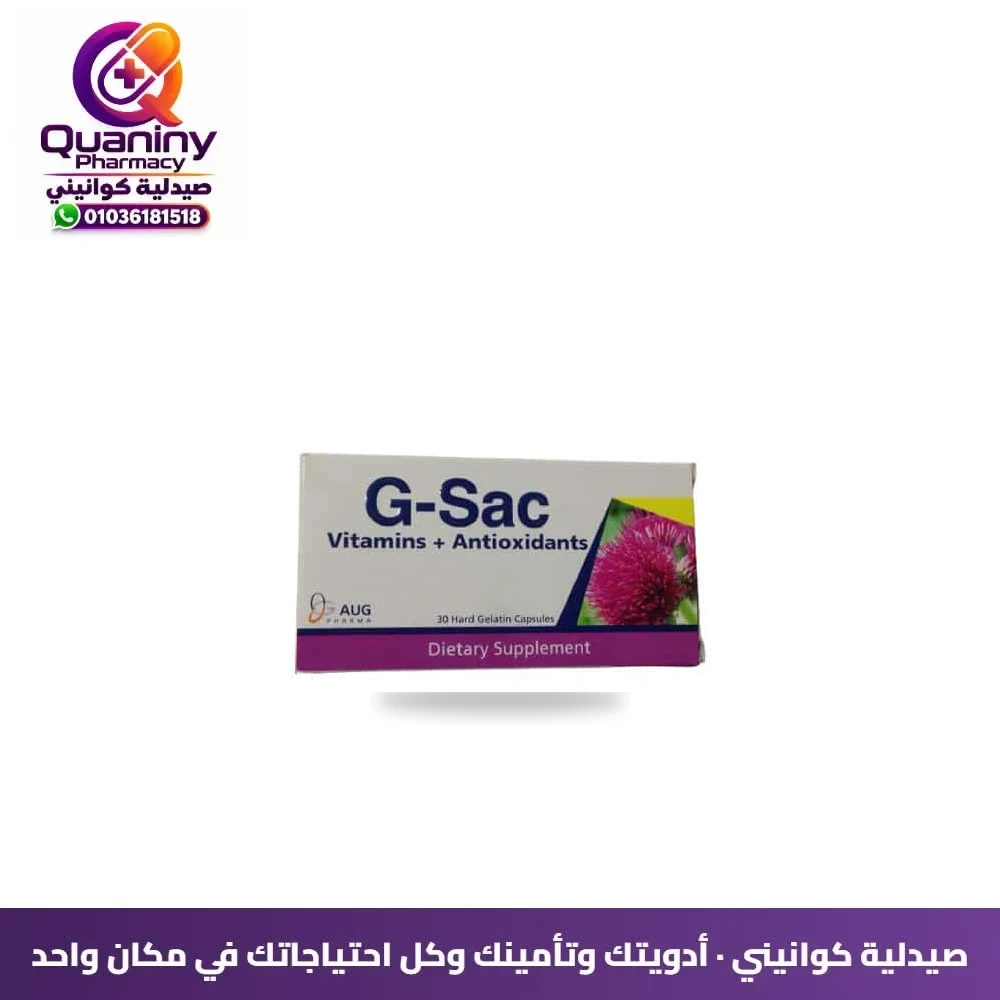 Quaniny
Pharmacy
صيدلية كوانيني
01036181518
G-Sac
Vitamins + Antioxidants
AUG
PHARMA
30 Hard Gelatin Capsules
Dietary Supplement
صيدلية كوانيني · أدويتك وتأمينك وكل احتياجاتك في مكان واحد